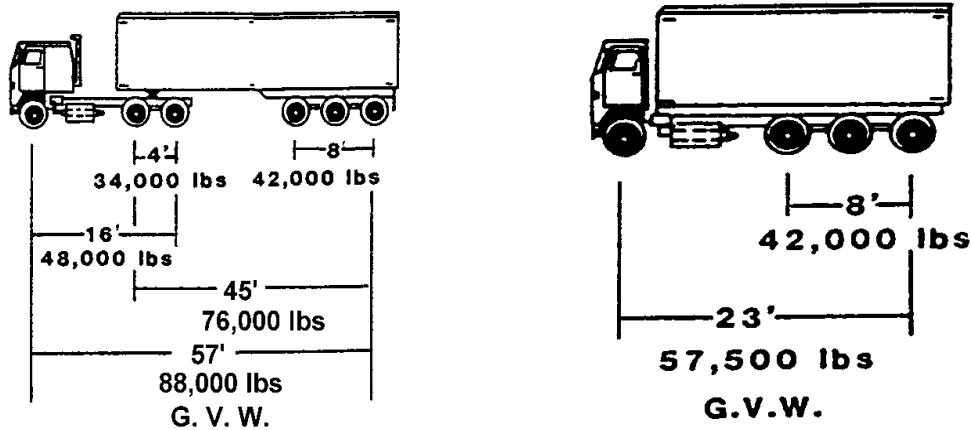 4'
34,000 lbs
8'
42,000 lbs
16'
48,000 lbs
45'
76,000 lbs
57'
88,000 lbs
G. V. W.
8'
42,000 lbs
23'
57,500 lbs
G.V.W.